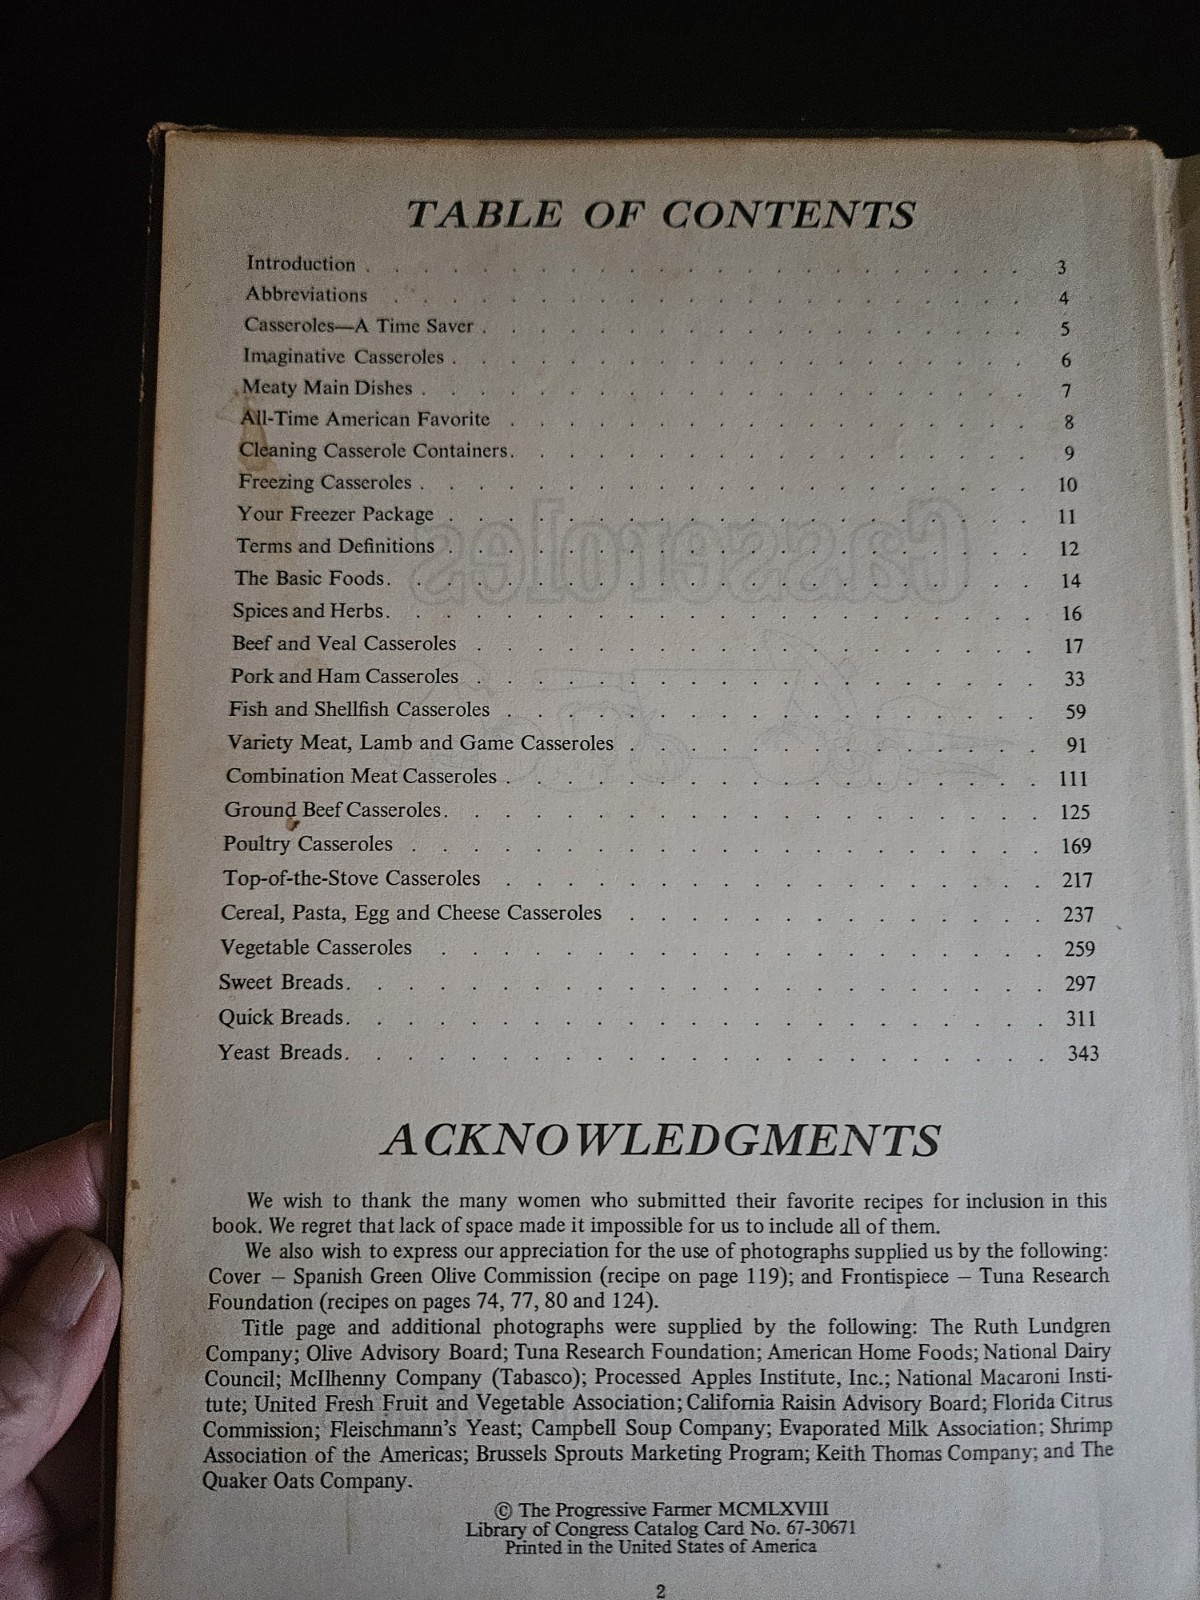 TABLE OF CONTENTS
Introduction . . . . . . . . . . . . . . . . . . . . . . . 3
Abbreviations . . . . . . . . . . . . . . . . . . . . . . 4
Casseroles—A Time Saver . . . . . . . . . . . . . . . . . . . 5
Imaginative Casseroles . . . . . . . . . . . . . . . . . . . . 6
Meaty Main Dishes . . . . . . . . . . . . . . . . . . . . . 7
All-Time American Favorite . . . . . . . . . . . . . . . . . . 8
Cleaning Casserole Containers. . . . . . . . . . . . . . . . . . 9
Freezing Casseroles . . . . . . . . . . . . . . . . . . . . . 10
Your Freezer Package . . . . . . . . . . . . . . . . . . . . 11
Terms and Definitions . . . . . . . . . . . . . . . . . . . . 12
The Basic Foods. . . . . . . . . . . . . . . . . . . . . . 14
Spices and Herbs. . . . . . . . . . . . . . . . . . . . . . 16
Beef and Veal Casseroles . . . . . . . . . . . . . . . . . . . 17
Pork and Ham Casseroles . . . . . . . . . . . . . . . . . . . 33
Fish and Shellfish Casseroles . . . . . . . . . . . . . . . . . . 59
Variety Meat, Lamb and Game Casseroles . . . . . . . . . . . . . . 91
Combination Meat Casseroles . . . . . . . . . . . . . . . . . . 111
Ground Beef Casseroles. . . . . . . . . . . . . . . . . . . . 125
Poultry Casseroles . . . . . . . . . . . . . . . . . . . . . 169
Top-of-the-Stove Casseroles . . . . . . . . . . . . . . . . . . 217
Cereal, Pasta, Egg and Cheese Casseroles . . . . . . . . . . . . . . 237
Vegetable Casseroles . . . . . . . . . . . . . . . . . . . . 259
Sweet Breads. . . . . . . . . . . . . . . . . . . . . . . 297
Quick Breads. . . . . . . . . . . . . . . . . . . . . . . 311
Yeast Breads. . . . . . . . . . . . . . . . . . . . . . . 343
ACKNOWLEDGMENTS
We wish to thank the many women who submitted their favorite recipes for inclusion in this
book. We regret that lack of space made it impossible for us to include all of them.
We also wish to express our appreciation for the use of photographs supplied us by the following:
Cover – Spanish Green Olive Commission (recipe on page 119); and Frontispiece – Tuna Research
Foundation (recipes on pages 74, 77, 80 and 124).
Title page and additional photographs were supplied by the following: The Ruth Lundgren
Company; Olive Advisory Board; Tuna Research Foundation; American Home Foods; National Dairy
Council; McIlhenny Company (Tabasco); Processed Apples Institute, Inc.; National Macaroni Insti-
tute; United Fresh Fruit and Vegetable Association; California Raisin Advisory Board; Florida Citrus
Commission; Fleischmann's Yeast; Campbell Soup Company; Evaporated Milk Association; Shrimp
Association of the Americas; Brussels Sprouts Marketing Program; Keith Thomas Company; and The
Quaker Oats Company.
© The Progressive Farmer MCMLXVIII
Library of Congress Catalog Card No. 67-30671
Printed in the United States of America
2
Casseroles